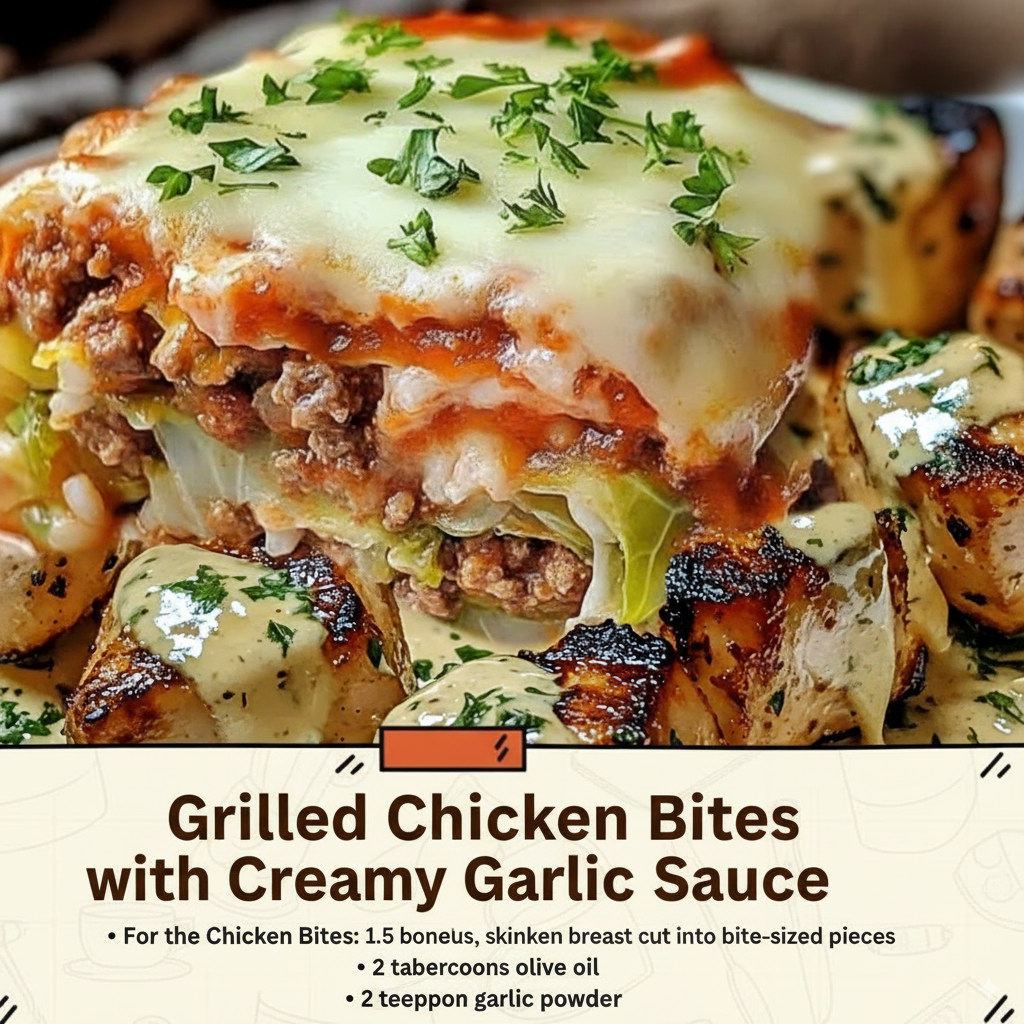 Grilled Chicken Bites
with Creamy Garlic Sauce
• For the Chicken Bites: 1.5 boneus, skinken breast cut into bite-sized pieces
• 2 tabercoons olive oil
• 2 teeppon garlic powder